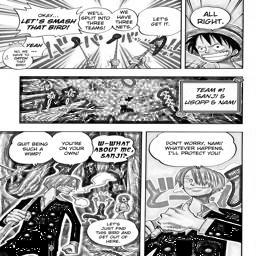 ALL
RIGHT.
LET'S
GET IT.
WE
HAVE
THREE
NETS.
WE'LL
SPLIT INTO
THREE
TEAMS!
OKAY...
LET'S SMASH
THAT BIRD!
YEAH
TEAM #1
SANJI &
USOPP & NAMI
DON'T WORRY, NAMI!
WHATEVER HAPPENS,
I'LL PROTECT YOU!
W-WHAT
ABOUT ME,
SANJI?
YOU'RE
ON YOUR
OWN!
QUIT BEING
SUCH A
WIMP!
LET'S
JUST FIND
THIS BIRD AND
GET OUT OF
HERE.